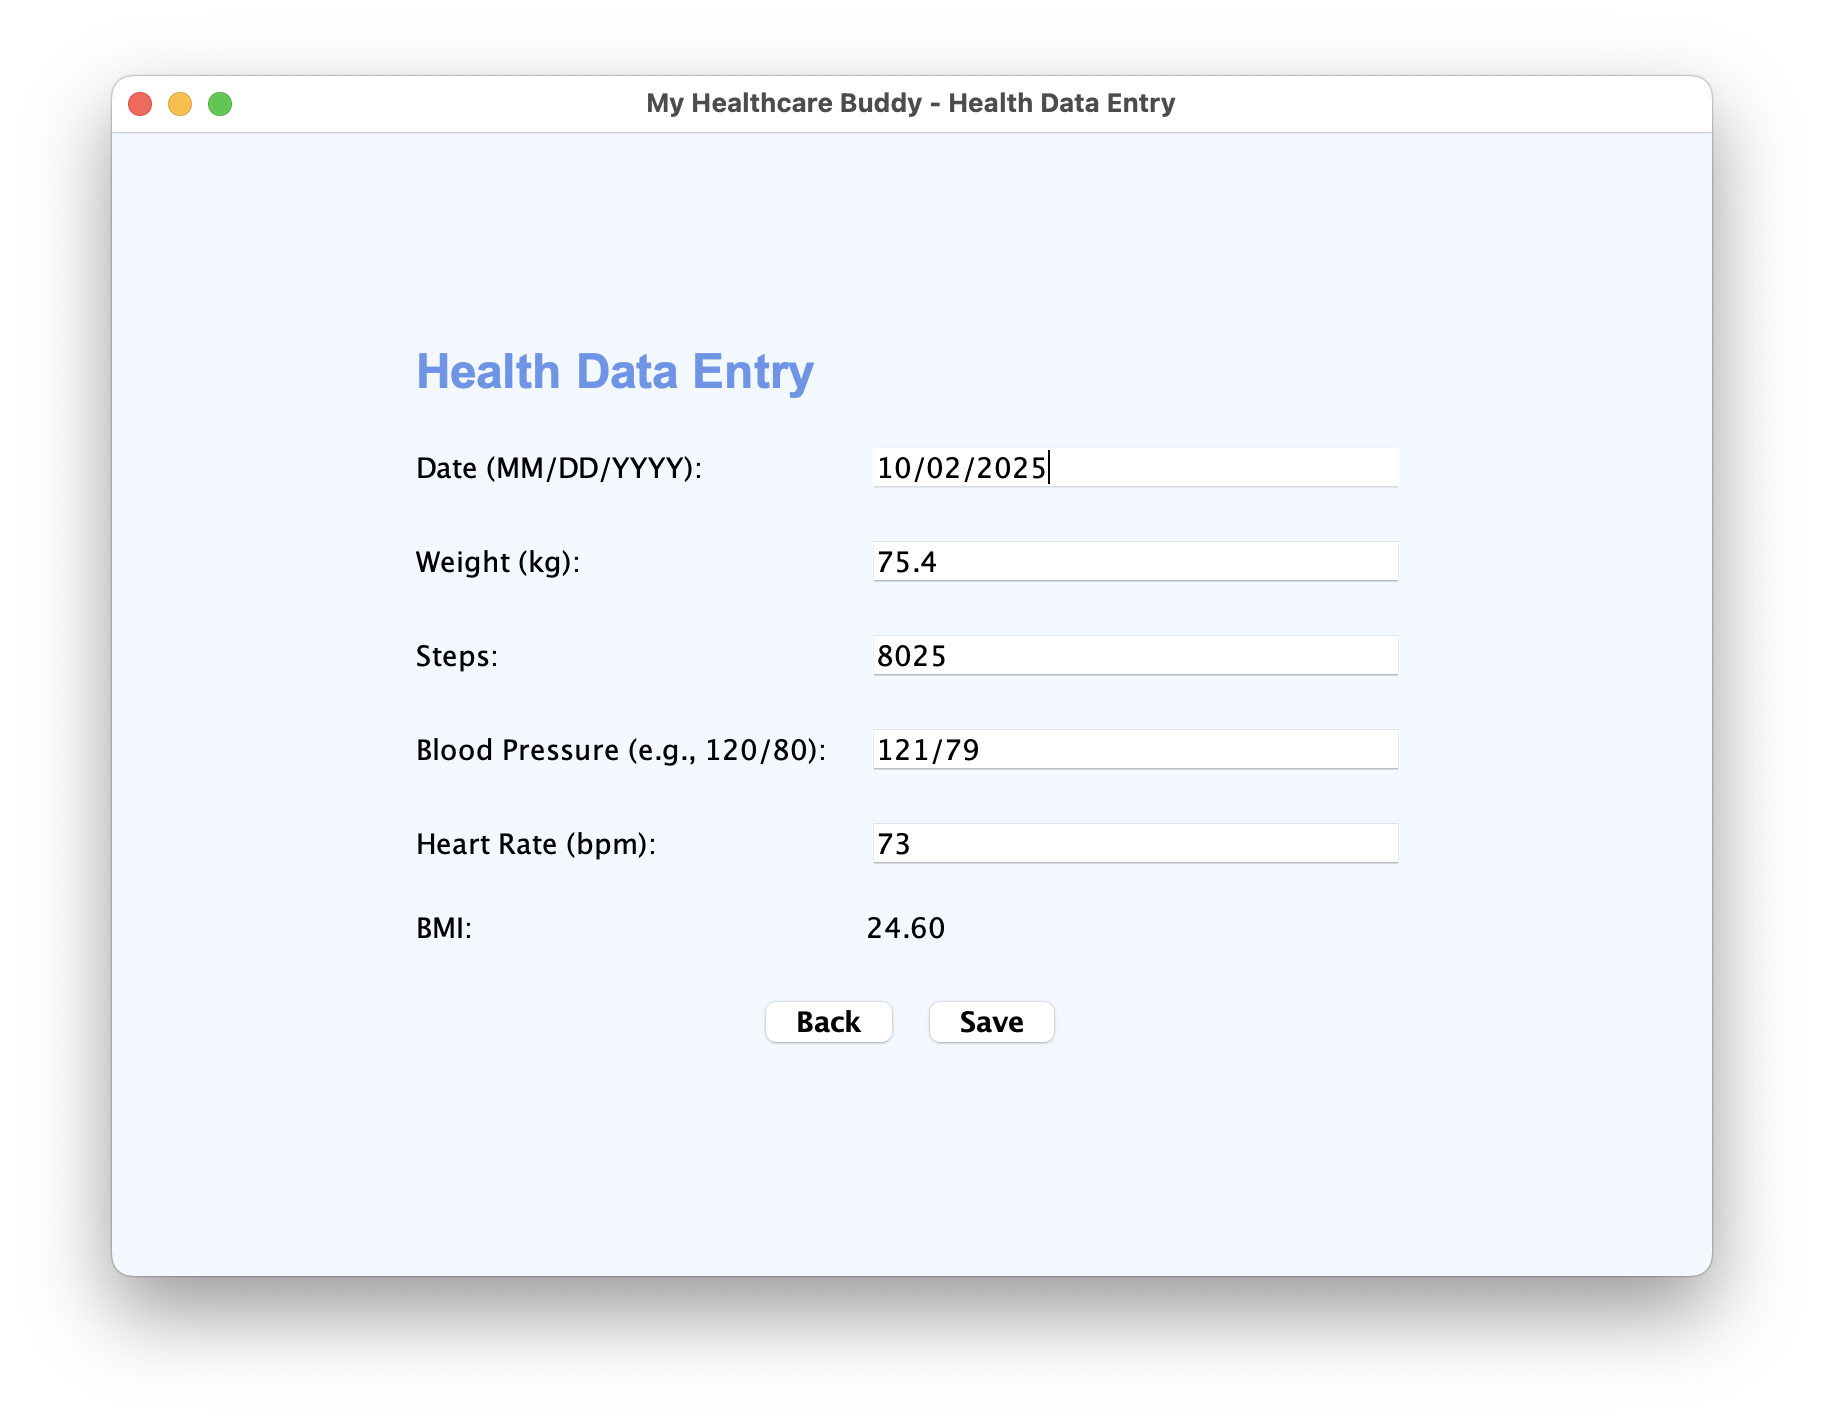 My Healthcare Buddy - Health Data Entry
Health Data Entry
Date (MM/DD/YYYY): 10/02/2025
Weight (kg): 75.4
Steps: 8025
Blood Pressure (e.g., 120/80): 121/79
Heart Rate (bpm): 73
BMI: 24.60
Back Save